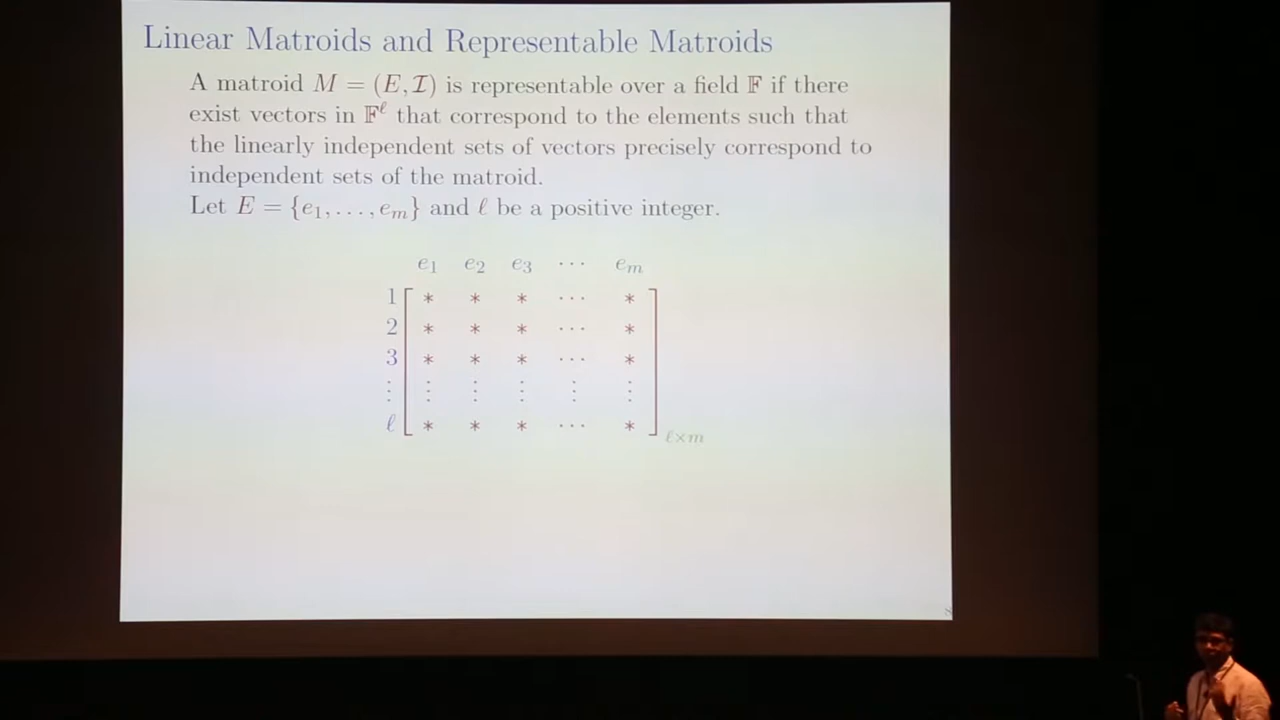 Linear Matroids and Representable Matroids
A matroid M = (E, ℐ) is representable over a field 𝔽 if there
exist vectors in 𝔽^ℓ that correspond to the elements such that
the linearly independent sets of vectors precisely correspond to
independent sets of the matroid.
Let E = {e₁, . . . , eₘ} and ℓ be a positive integer.
e₁ e₂ e₃ ⋯ eₘ
1 * * * ⋯ *
2 * * * ⋯ *
3 * * * ⋯ *
⋮ ⋮ ⋮ ⋮ ⋮ ⋮
ℓ * * * ⋯ *
ℓ×m